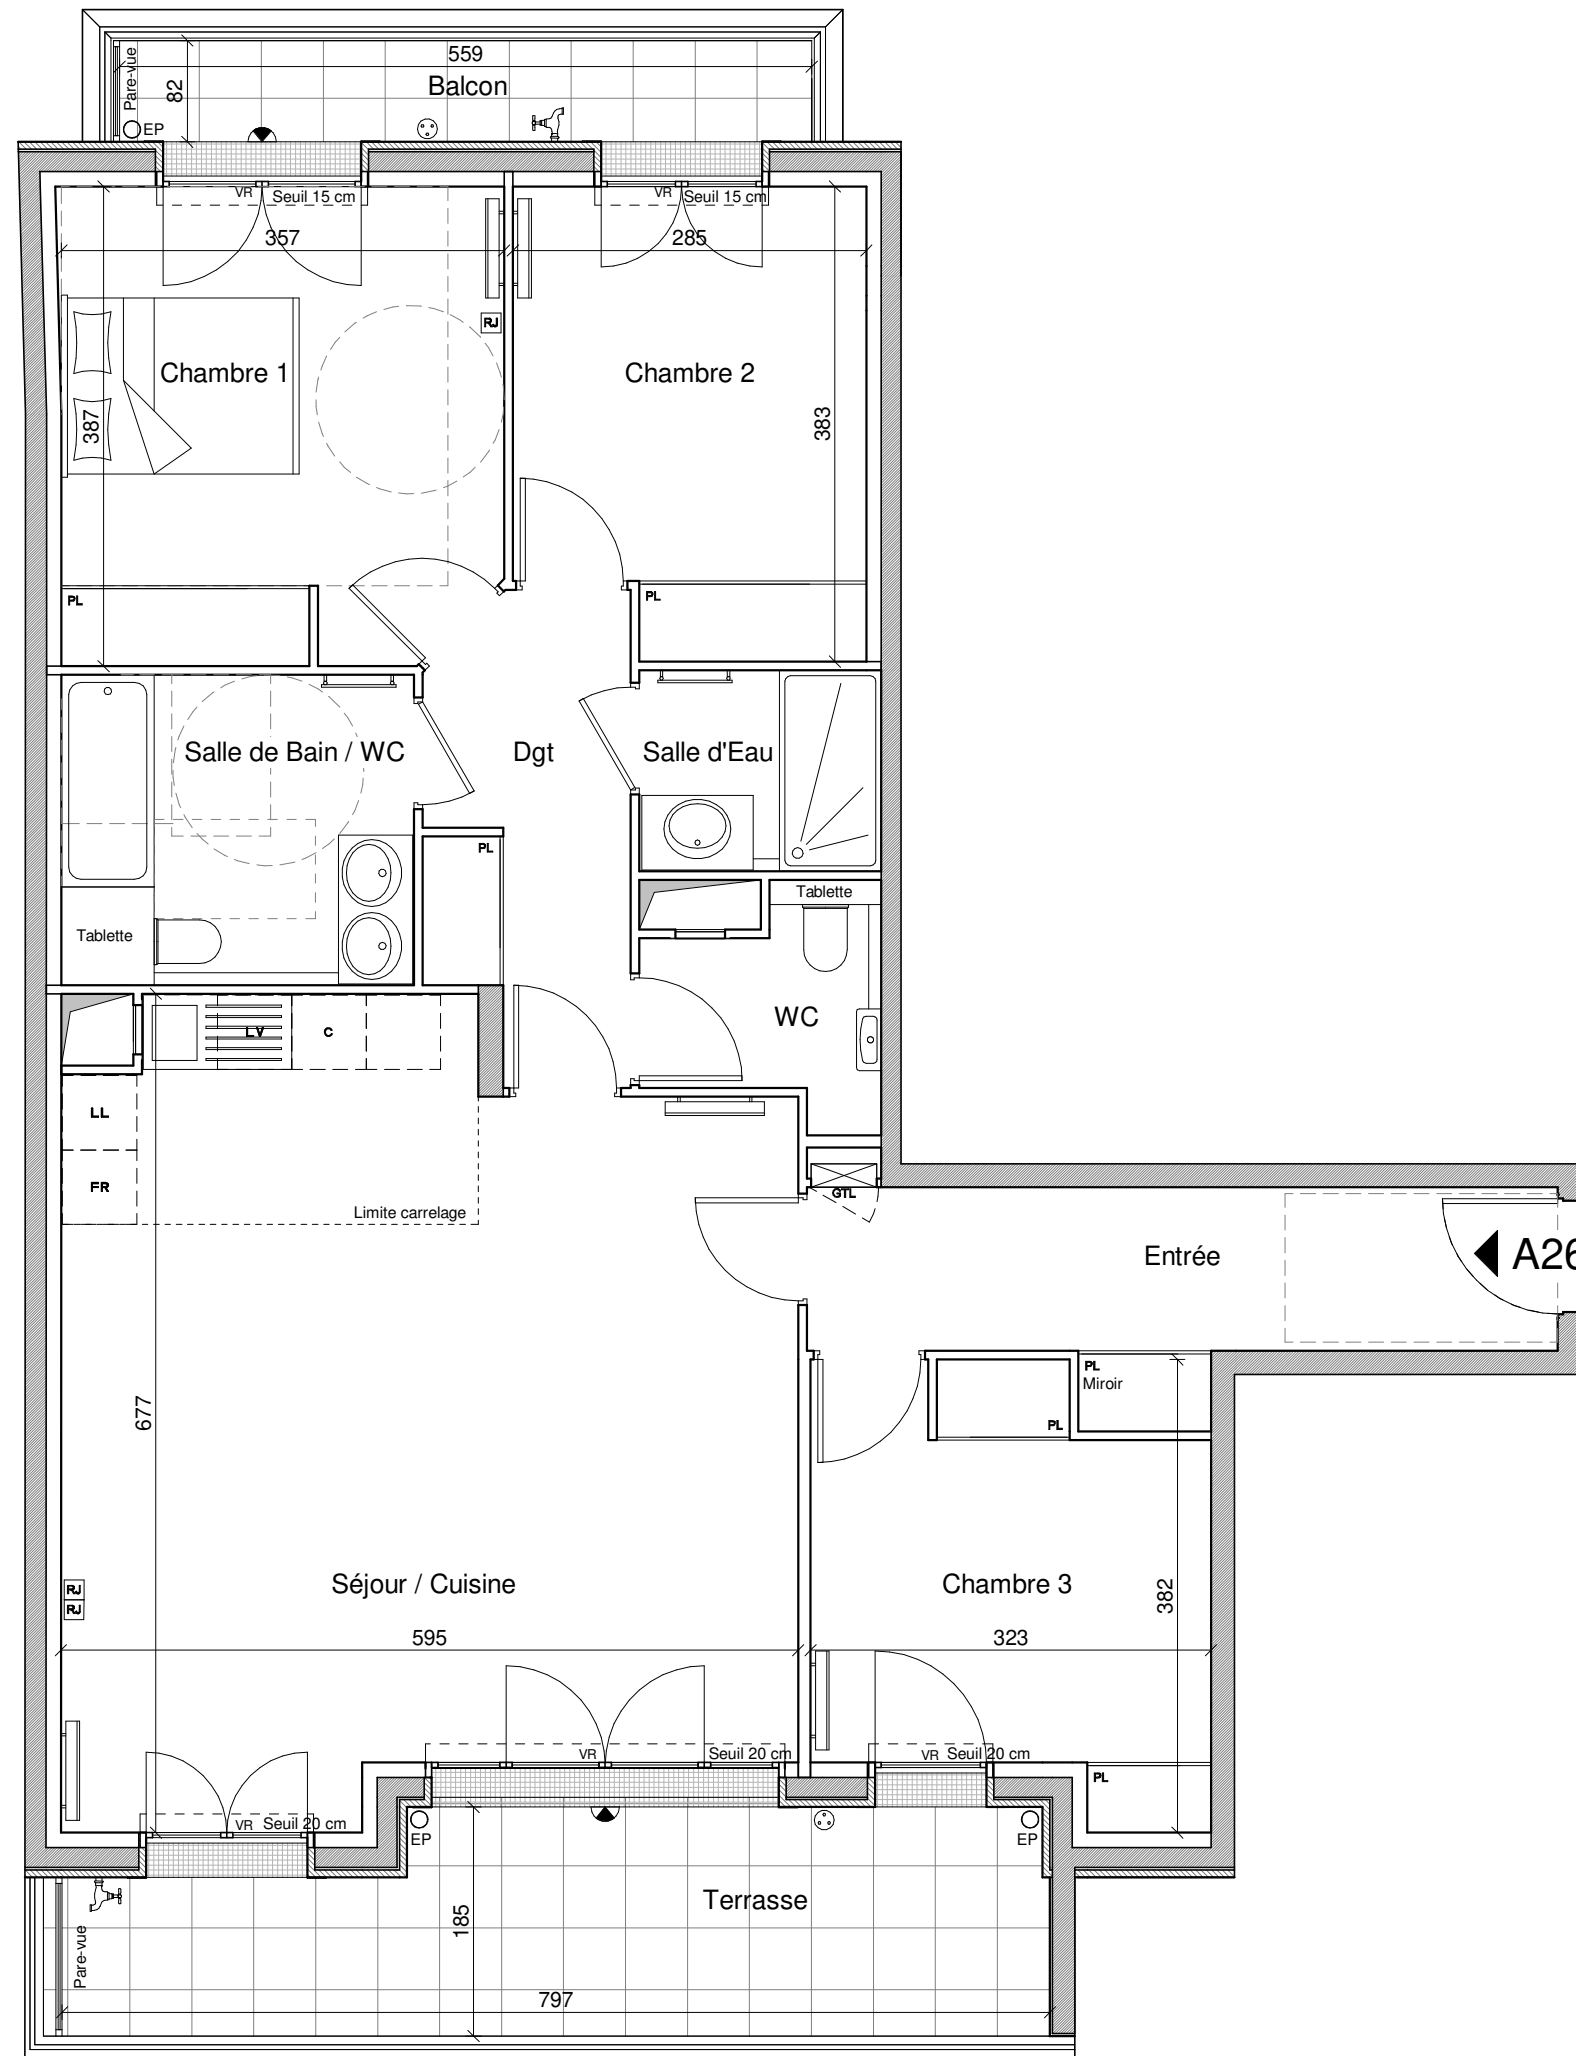 559
Pare-vue
82
Balcon
EP
VR
Seuil 15 cm
VR
Seuil 15 cm
357
285
RJ
Chambre 1
Chambre 2
387
383
PL
PL
Salle de Bain / WC
Dgt
Salle d'Eau
PL
Tablette
Tablette
WC
LV
C
LL
FR
Limite carrelage
GTL
Entrée
A26
PL
Miroir
PL
677
Séjour / Cuisine
Chambre 3
382
RJ
RJ
595
323
VR
Seuil 20 cm
VR
Seuil 20 cm
PL
VR
Seuil 20 cm
EP
EP
Terrasse
185
Pare-vue
797